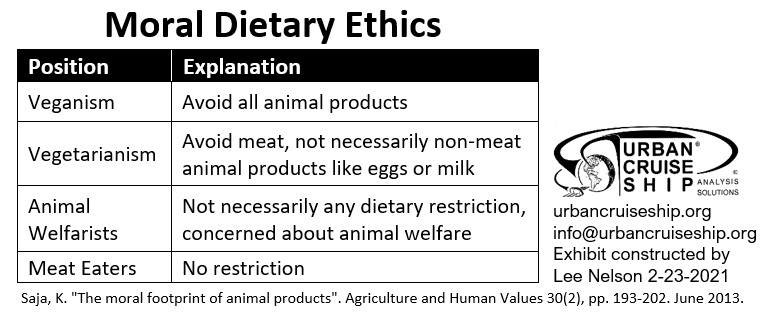 Moral Dietary Ethics
Position Explanation
Veganism Avoid all animal products
Vegetarianism Avoid meat, not necessarily non-meat
animal products like eggs or milk
Animal Not necessarily any dietary restriction,
Welfarists concerned about animal welfare
Meat Eaters No restriction
URBAN®
CRUISE
SHIP ANALYSIS
SOLUTIONS
©
urbancruiseship.org
info@urbancruiseship.org
Exhibit constructed by
Lee Nelson 2-23-2021
Saja, K. "The moral footprint of animal products". Agriculture and Human Values 30(2), pp. 193-202. June 2013.